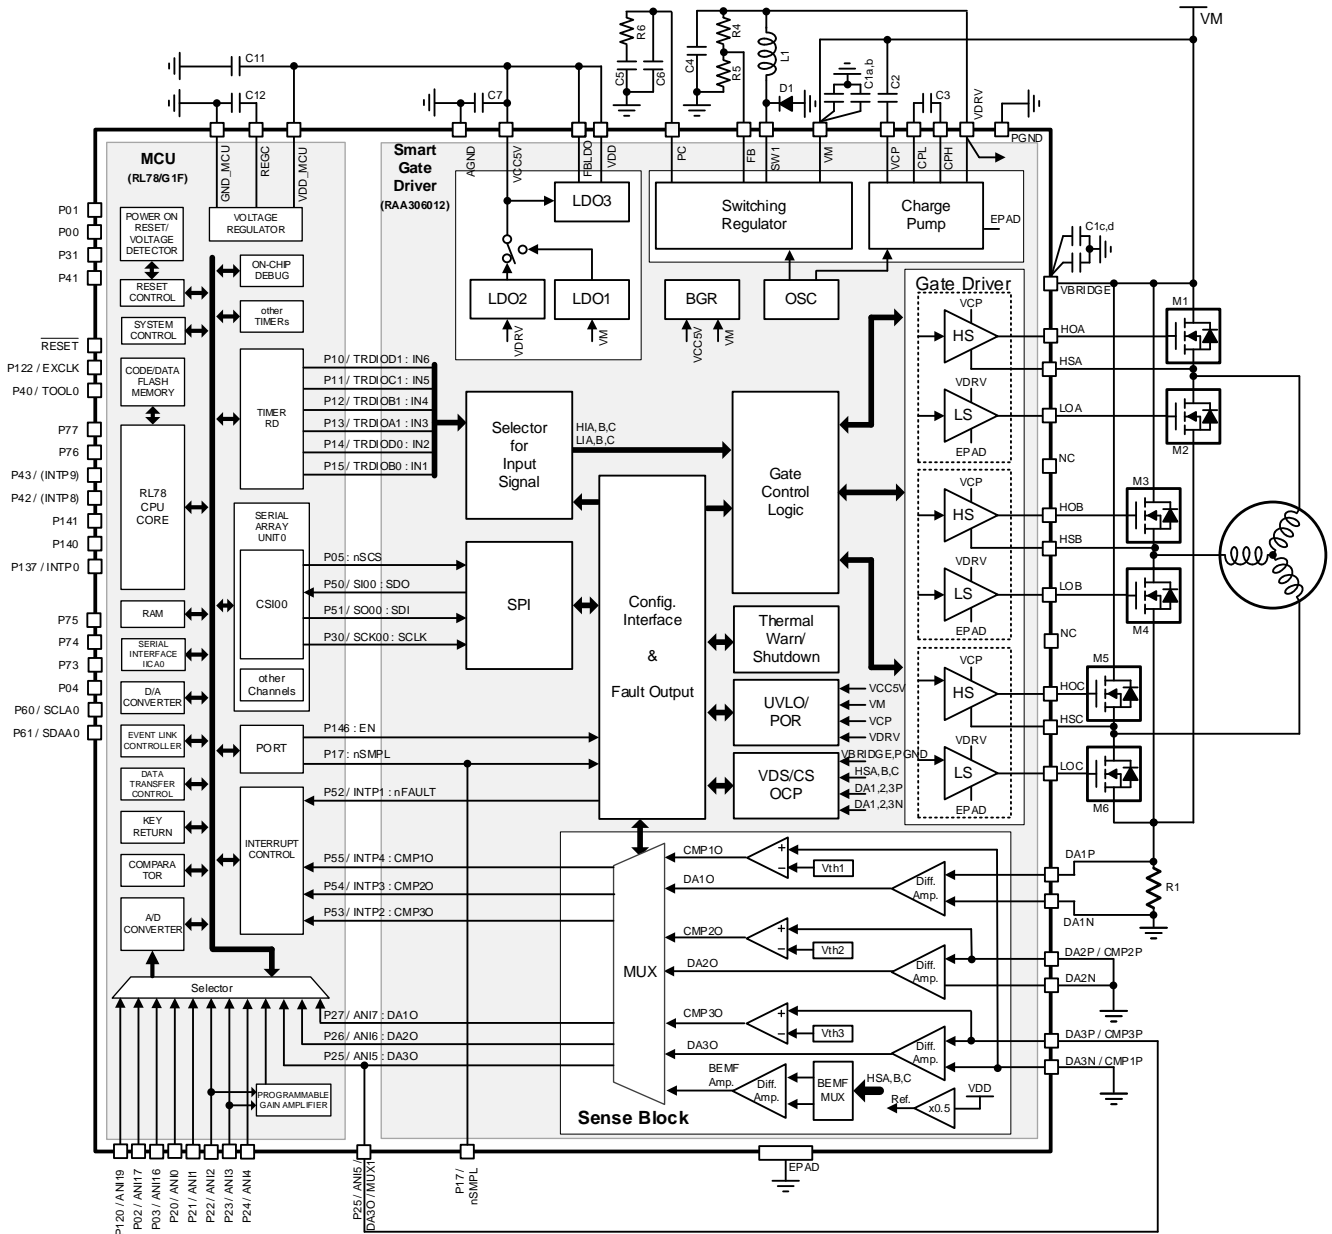 VM
R6
C5
C6
C4
R4
R5
L1
D1
C1a,b
C2
C3
VDRV
PGND
C11
C12
C7
AGND
VCC5V
FBLDO
VDD
PC
FB
SW1
VM
VCP
CPL
CPH
MCU
(RL78/G1F)
GND_MCU
REGC
VDD_MCU
Smart
Gate
Driver
(RAA306012)
P01
P00
P31
P41
RESET
P122 / EXCLK
P40 / TOOL0
P77
P76
P43 / (INTP9)
P42 / (INTP8)
P141
P140
P137 / INTP0
P75
P74
P73
P04
P60 / SCLA0
P61 / SDAA0
POWER ON
RESET/
VOLTAGE
DETECTOR
VOLTAGE
REGULATOR
RESET
CONTROL
ON-CHIP
DEBUG
SYSTEM
CONTROL
other
TIMERs
CODE/DATA
FLASH
MEMORY
TIMER
RD
RL78
CPU
CORE
SERIAL
ARRAY
UNIT0
CSI00
other
Channels
RAM
SERIAL
INTERFACE
IICA0
D/A
CONVERTER
EVENT LINK
CONTROLLER
PORT
DATA
TRANSFER
CONTROL
KEY
RETURN
INTERRUPT
CONTROL
COMPARA
TOR
A/D
CONVERTER
Selector
PROGRAMMABLE
GAIN AMPLIFIER
P10 / TRDIOD1 : IN6
P11 / TRDIOC1 : IN5
P12 / TRDIOB1 : IN4
P13 / TRDIOA1 : IN3
P14 / TRDIOD0 : IN2
P15 / TRDIOB0 : IN1
P05 : nSCS
P50 / SI00 : SDO
P51 / SO00 : SDI
P30 / SCK00 : SCLK
P146 : EN
P17 : nSMPL
P52 / INTP1 : nFAULT
P55 / INTP4 : CMP1O
P54 / INTP3 : CMP2O
P53 / INTP2 : CMP3O
P27 / ANI7 : DA1O
P26 / ANI6 : DA2O
P25 / ANI5 : DA3O
LDO3
LDO2
LDO1
VDRV
VM
Switching
Regulator
Charge
Pump
EPAD
BGR
VCC5V
VM
OSC
Selector
for
Input
Signal
HIA,B,C
LIA,B,C
SPI
Config.
Interface
&
Fault Output
Gate
Control
Logic
Thermal
Warn/
Shutdown
UVLO/
POR
VCC5V
VM
VCP
VDRV
VDS/CS
OCP
VBRIDGE,PGND
HSA,B,C
DA1,2,3P
DA1,2,3N
Gate Driver
VCP
HS
VDRV
LS
EPAD
VCP
HS
VDRV
LS
EPAD
VCP
HS
VDRV
LS
EPAD
C1c,d
VBRIDGE
HOA
HSA
LOA
NC
HOB
HSB
LOB
NC
HOC
HSC
LOC
M1
M2
M3
M4
M5
M6
DA1P
R1
DA1N
DA2P / CMP2P
DA2N
DA3P / CMP3P
DA3N / CMP1P
MUX
CMP1O
+
−
Vth1
DA1O
Diff.
Amp.
CMP2O
+
−
Vth2
DA2O
Diff.
Amp.
CMP3O
+
−
Vth3
DA3O
Diff.
Amp.
BEMF
Amp.
Diff.
Amp.
BEMF
MUX
HSA,B,C
Ref.
x0.5
VDD
Sense Block
P120 / ANI19
P02 / ANI17
P03 / ANI16
P20 / ANI0
P21 / ANI1
P22 / ANI2
P23 / ANI3
P24 / ANI4
P25 / ANI5 /
DA3O / MUX1
P17 /
nSMPL
EPAD